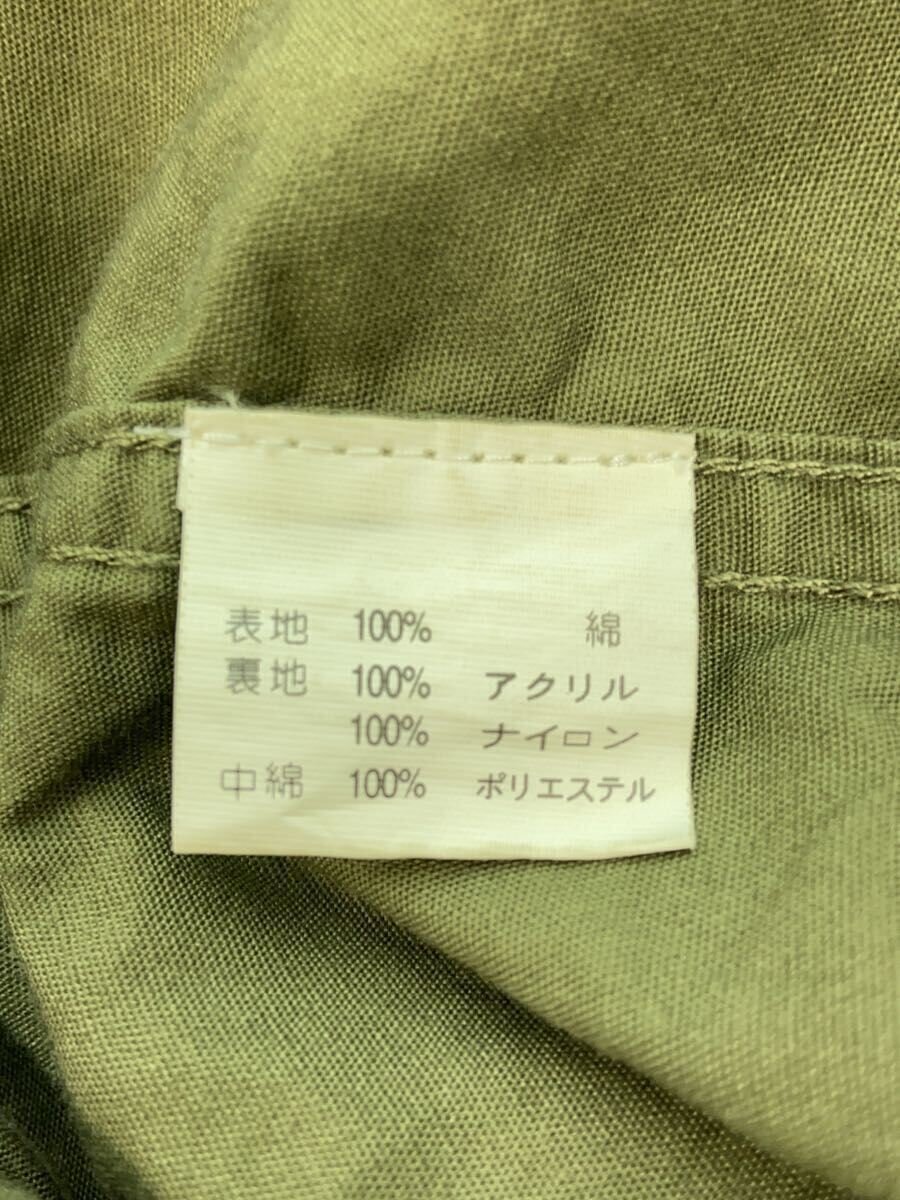 表地 100% 綿
裏地 100% アクリル
100% ナイロン
中綿 100% ポリエステル